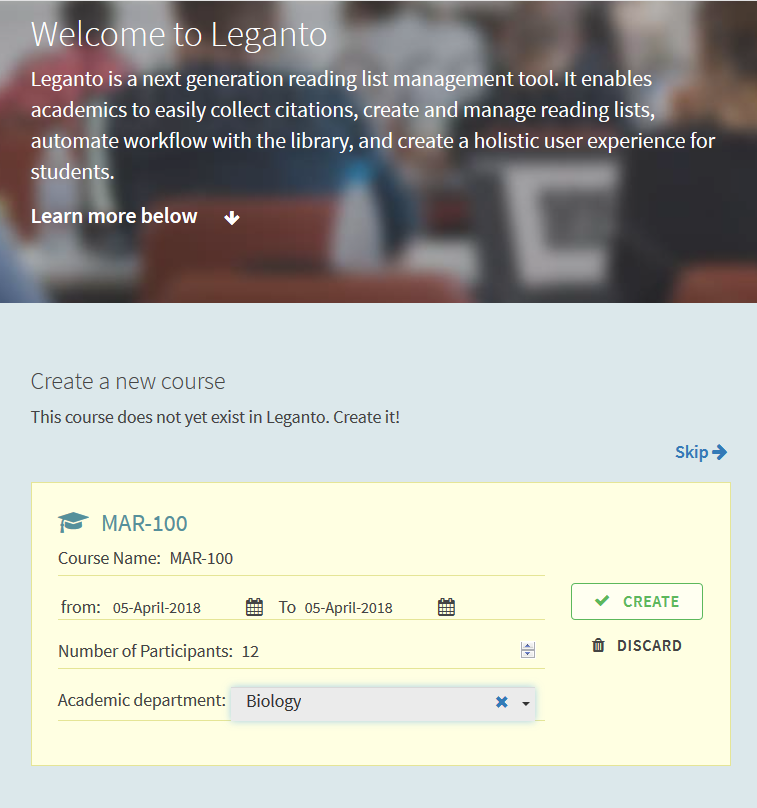 Welcome to Leganto
Leganto is a next generation reading list management tool. It enables
academics to easily collect citations, create and manage reading lists,
automate workflow with the library, and create a holistic user experience for
students.
Learn more below
Create a new course
This course does not yet exist in Leganto. Create it!
Skip
MAR-100
Course Name: MAR-100
from: 05-April-2018 To 05-April-2018
CREATE
DISCARD
Number of Participants: 12
Academic department: Biology